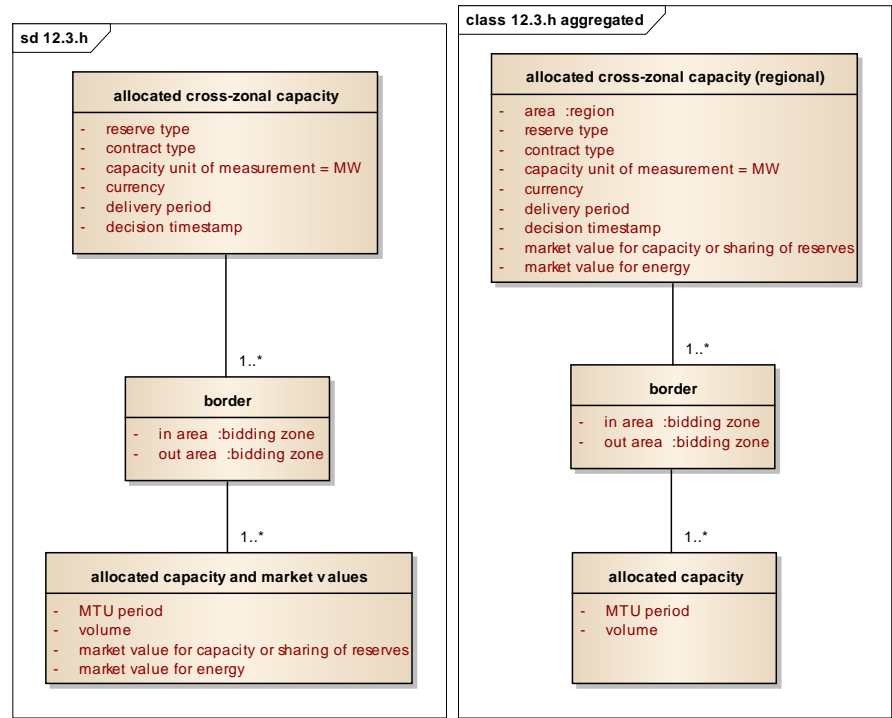 sd 12.3.h
allocated cross-zonal capacity
- reserve type
- contract type
- capacity unit of measurement = MW
- currency
- delivery period
- decision timestamp
1..*
border
- in area :bidding zone
- out area :bidding zone
1..*
allocated capacity and market values
- MTU period
- volume
- market value for capacity or sharing of reserves
- market value for energy
class 12.3.h aggregated
allocated cross-zonal capacity (regional)
- area :region
- reserve type
- contract type
- capacity unit of measurement = MW
- currency
- delivery period
- decision timestamp
- market value for capacity or sharing of reserves
- market value for energy
1..*
border
- in area :bidding zone
- out area :bidding zone
1..*
allocated capacity
- MTU period
- volume